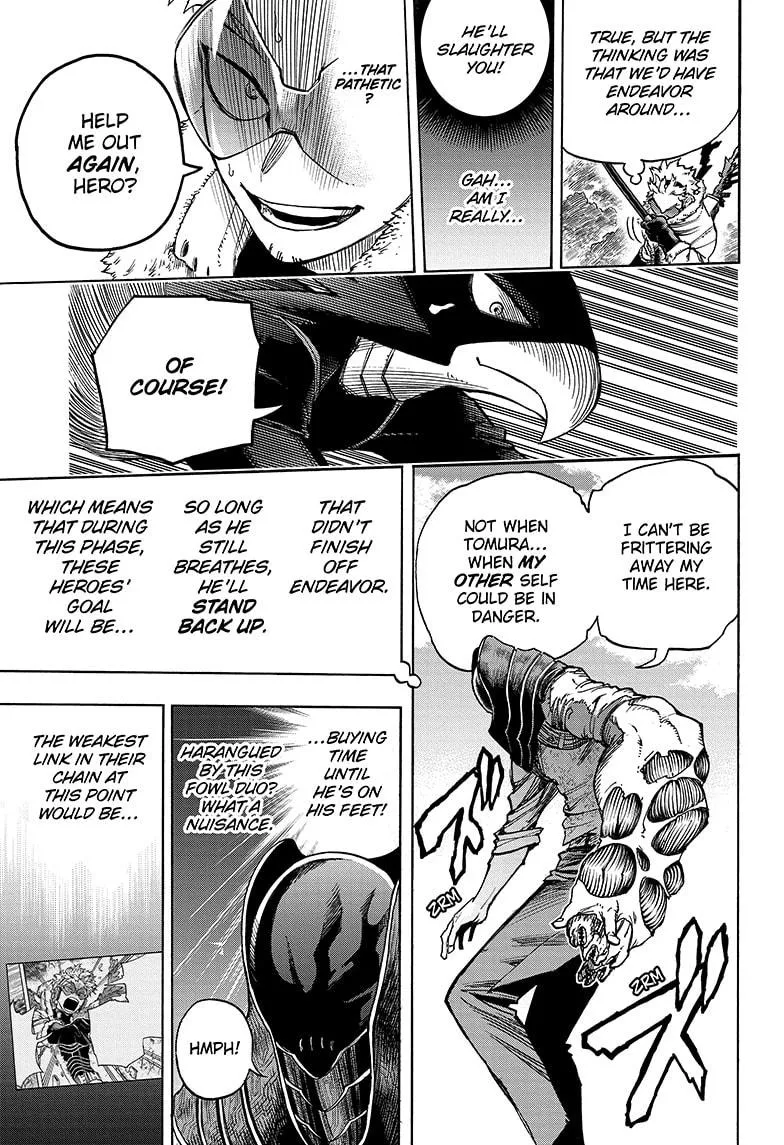 TRUE, BUT THE
THINKING WAS
THAT WE'D HAVE
ENDEAVOR
AROUND...
HE'LL
SLAUGHTER
YOU!
GAH...
AM I
REALLY...
...THAT
PATHETIC
?
HELP
ME OUT
AGAIN,
HERO?
OF
COURSE!
I CAN'T BE
FRITTERING
AWAY MY
TIME HERE.
NOT WHEN
TOMURA...
WHEN MY
OTHER SELF
COULD BE IN
DANGER.
ズ
ZRM
ズ
ZRM
THAT
DIDN'T
FINISH
OFF
ENDEAVOR.
SO LONG
AS HE
STILL
BREATHES,
HE'LL
STAND
BACK UP.
WHICH MEANS
THAT DURING
THIS PHASE,
THESE
HEROES'
GOAL
WILL BE...
...BUYING
TIME
UNTIL
HE'S ON
HIS FEET!
HARANGUED
BY THIS
FOWL DUO?
WHAT A
NUISANCE.
HMPH!
THE WEAKEST
LINK IN THEIR
CHAIN AT
THIS POINT
WOULD BE...